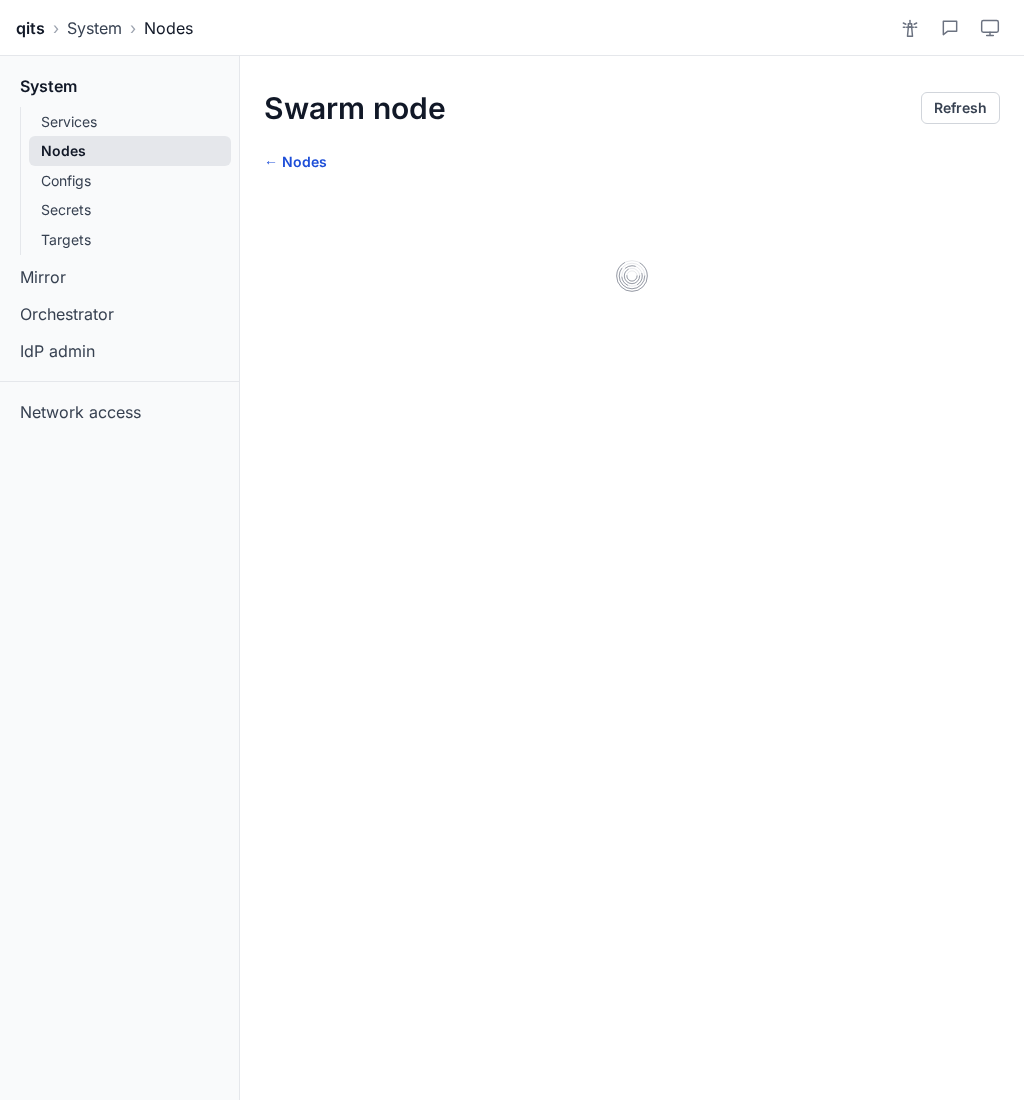 qits › System › Nodes
System
Services
Nodes
Configs
Secrets
Targets
Mirror
Orchestrator
IdP admin
Network access
Swarm node
Refresh
← Nodes